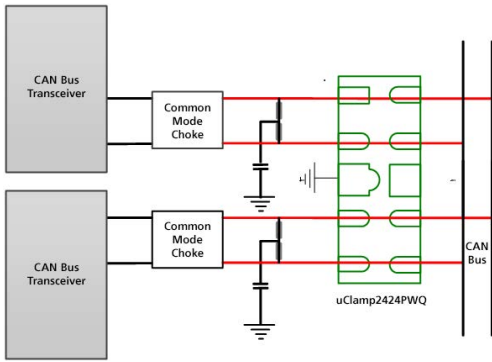 CAN Bus
Transceiver
Common
Mode
Choke
CAN Bus
Transceiver
Common
Mode
Choke
CAN
Bus
uClamp2424PWQ